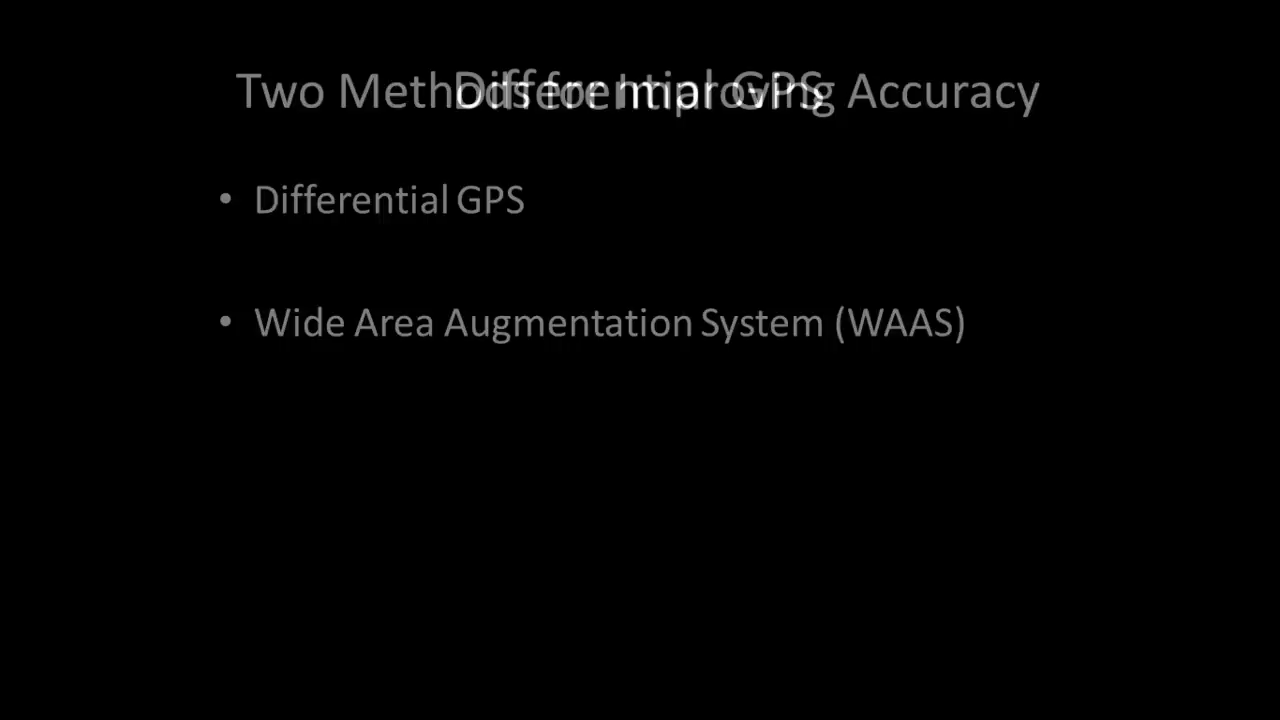 Two Methods for Improving Accuracy
Differential GPS
• Differential GPS
• Wide Area Augmentation System (WAAS)